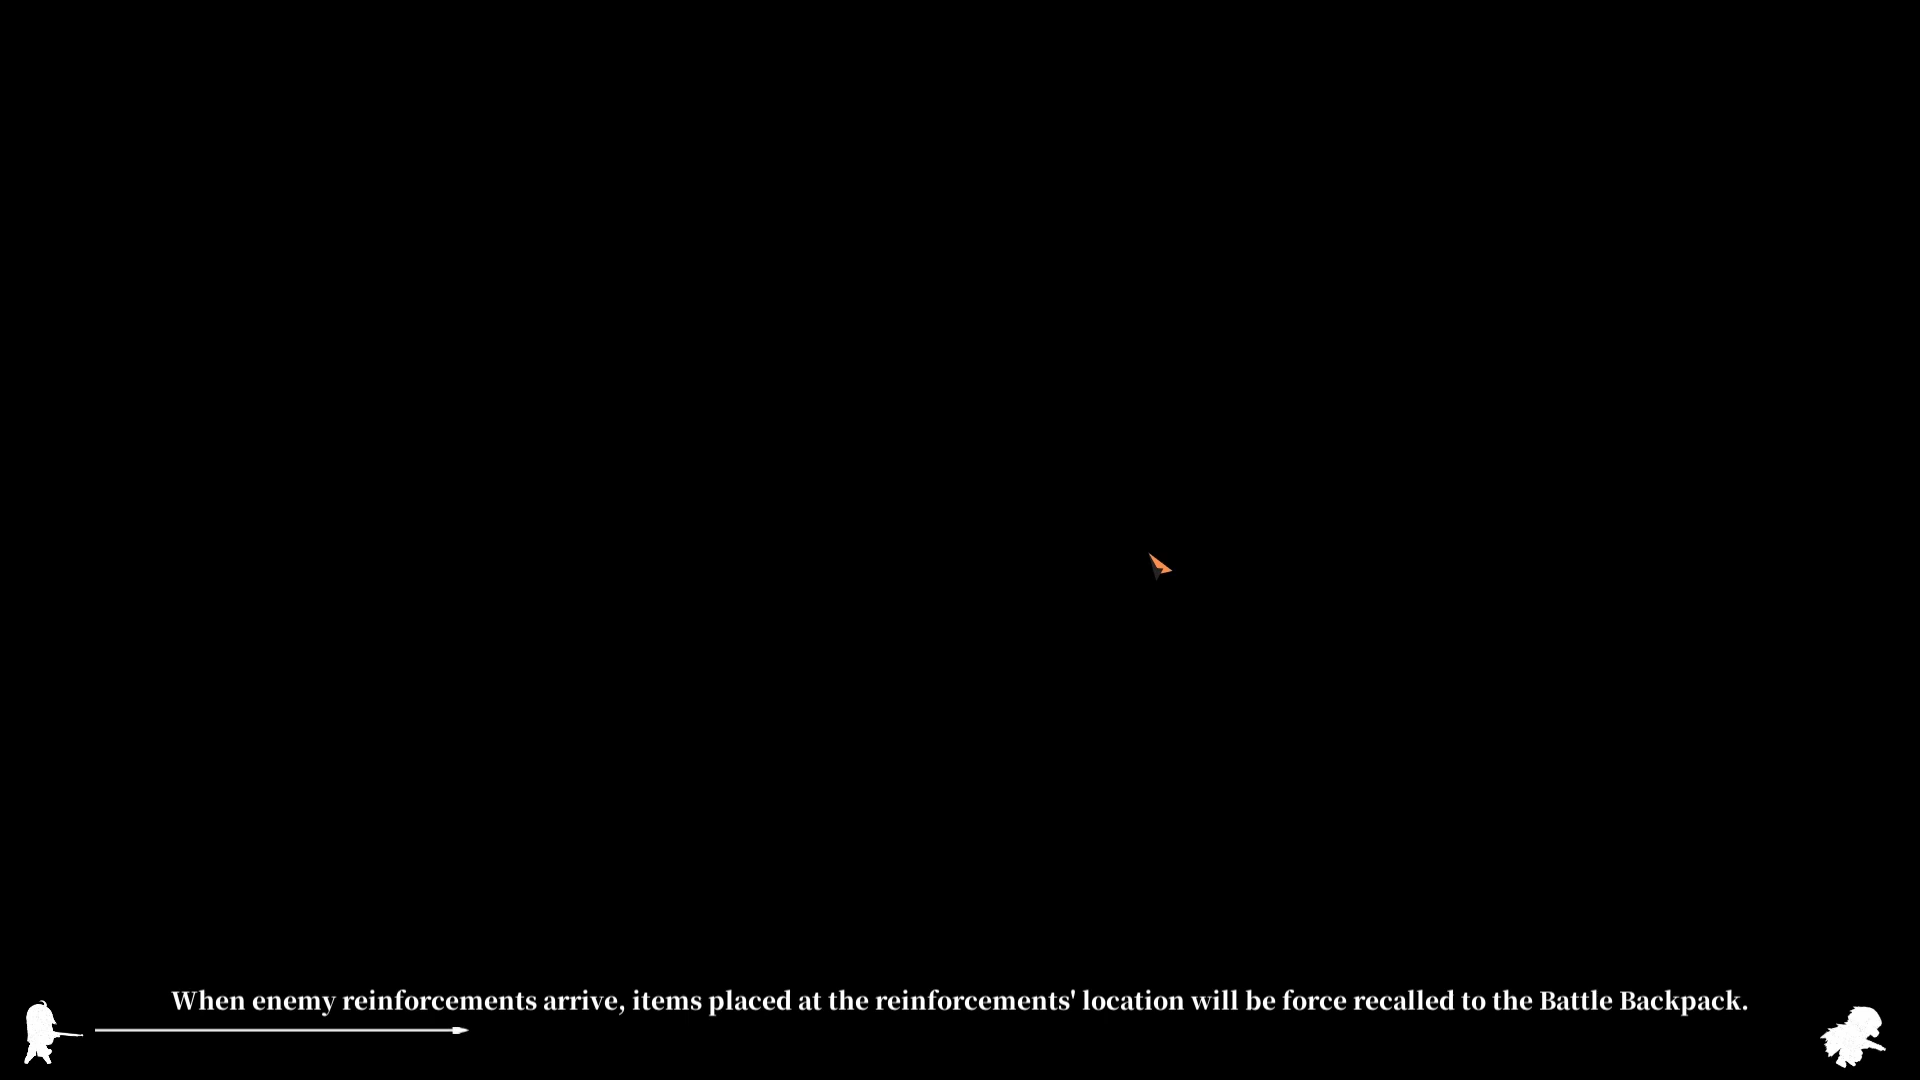 When enemy reinforcements arrive, items placed at the reinforcements' location will be force recalled to the Battle Backpack.